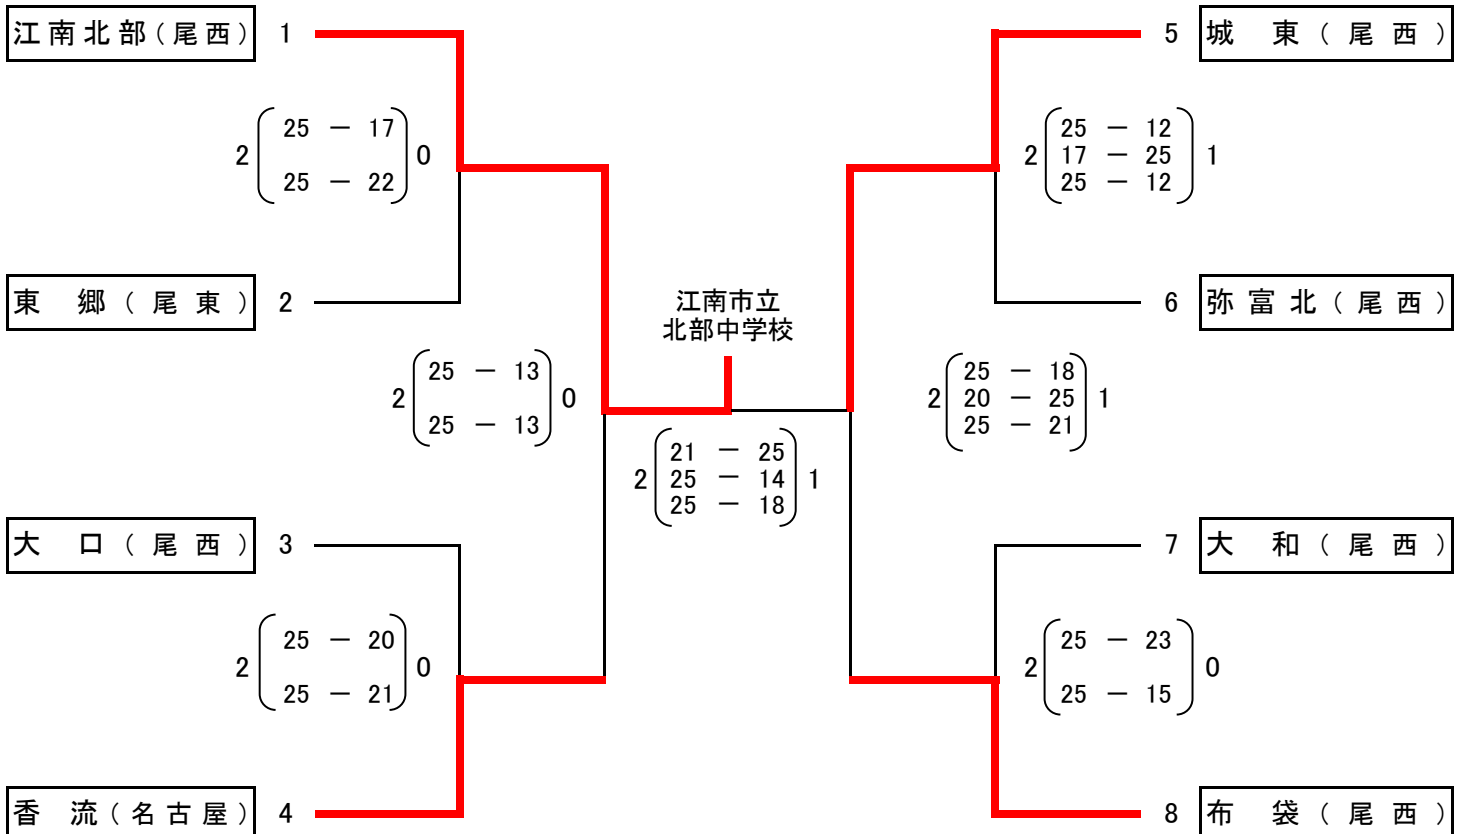 江南北部(尾西) 1
5 城 東(尾西)
2 25 － 17 0
25 － 22
2 25 － 12 1
17 － 25
25 － 12
東 郷(尾東) 2
江南市立
北部中学校
6 弥富北(尾西)
2 25 － 13 0
25 － 13
2 25 － 18 1
20 － 25
25 － 21
2 21 － 25 1
25 － 14
25 － 18
大 口(尾西) 3
7 大 和(尾西)
2 25 － 20 0
25 － 21
2 25 － 23 0
25 － 15
香 流(名古屋) 4
8 布 袋(尾西)